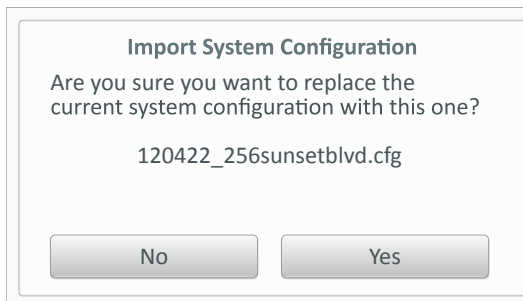 Import System Configuration
Are you sure you want to replace the
current system configuration with this one?
120422_256sunsetblvd.cfg
No
Yes